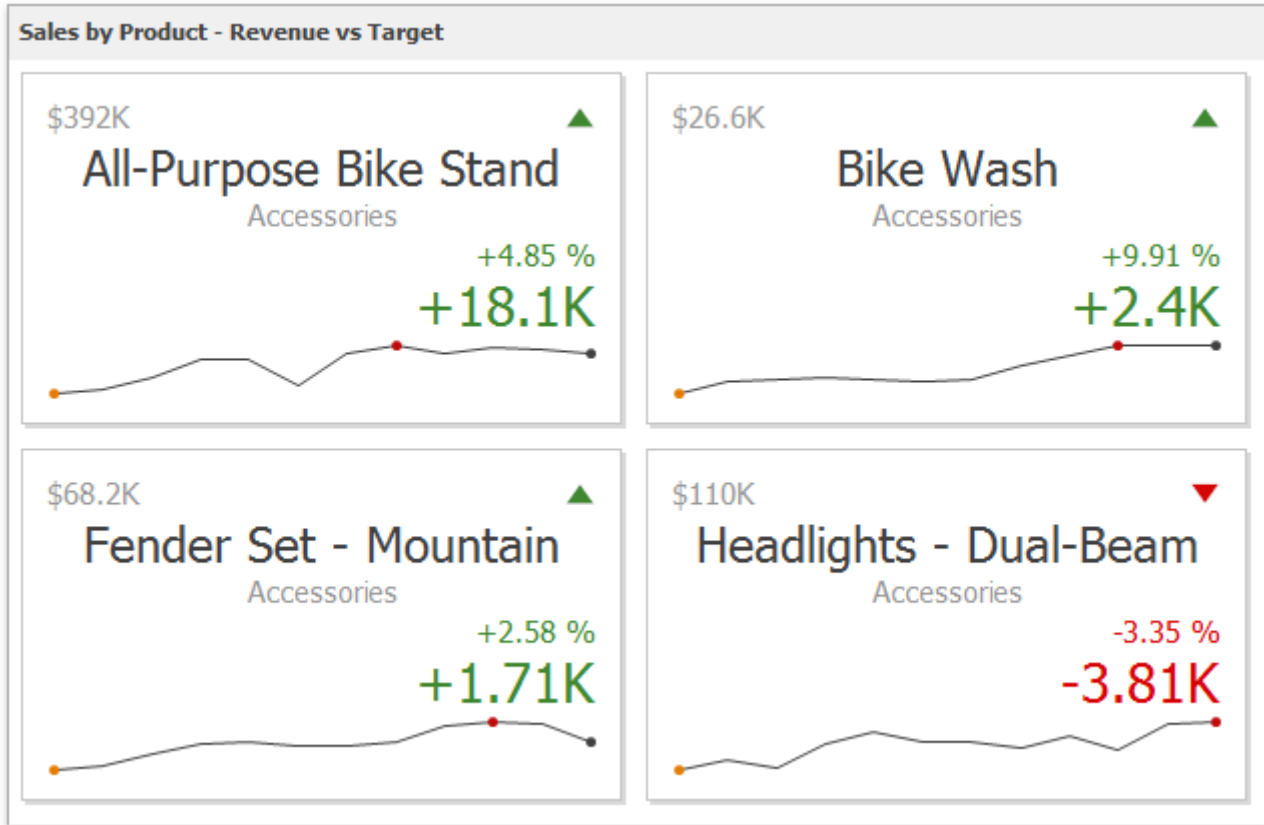 Sales by Product - Revenue vs Target
$392K
All-Purpose Bike Stand
Accessories
+4.85 %
+18.1K
$26.6K
Bike Wash
Accessories
+9.91 %
+2.4K
$68.2K
Fender Set - Mountain
Accessories
+2.58 %
+1.71K
$110K
Headlights - Dual-Beam
Accessories
-3.35 %
-3.81K